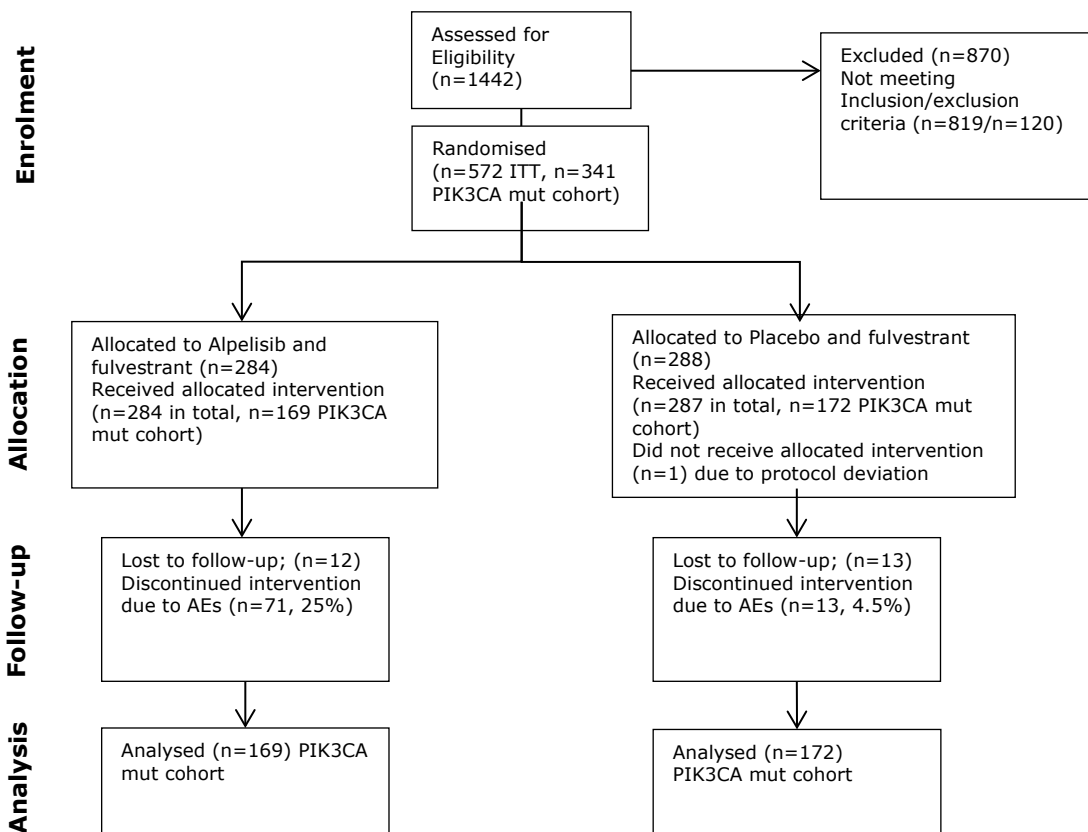 Enrolment
Assessed for
Eligibility
(n=1442)
Excluded (n=870)
Not meeting
Inclusion/exclusion
criteria (n=819/n=120)
Randomised
(n=572 ITT, n=341
PIK3CA mut cohort)
Allocation
Allocated to Alpelisib and
fulvestrant (n=284)
Received allocated intervention
(n=284 in total, n=169 PIK3CA
mut cohort)
Allocated to Placebo and fulvestrant
(n=288)
Received allocated intervention
(n=287 in total, n=172 PIK3CA mut
cohort)
Did not receive allocated intervention
(n=1) due to protocol deviation
Follow-up
Lost to follow-up; (n=12)
Discontinued intervention
due to AEs (n=71, 25%)
Lost to follow-up; (n=13)
Discontinued intervention
due to AEs (n=13, 4.5%)
Analysis
Analysed (n=169) PIK3CA
mut cohort
Analysed (n=172)
PIK3CA mut cohort